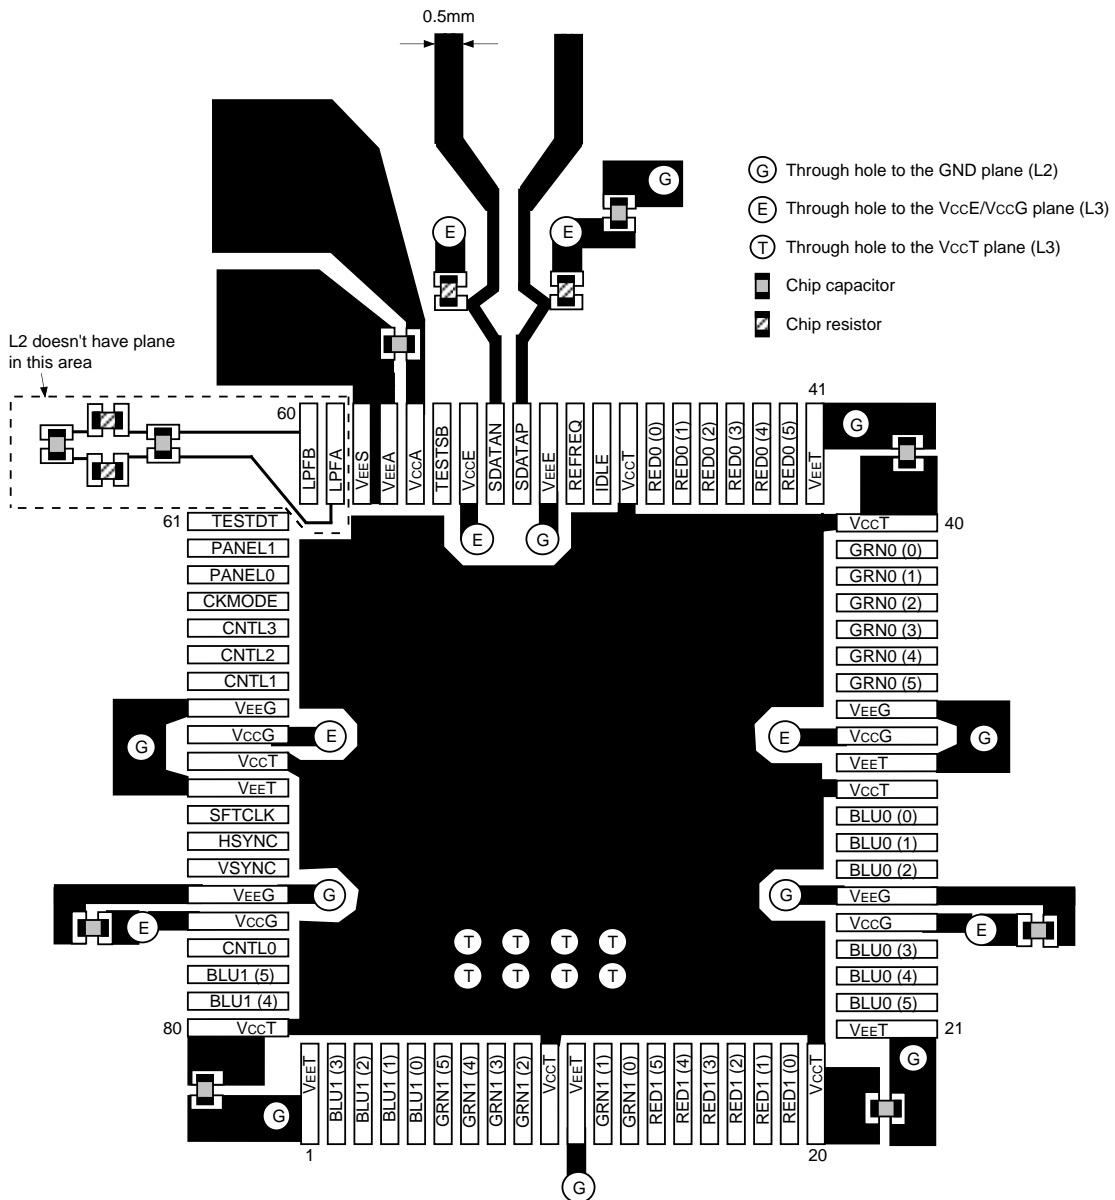 0.5mm
G
Through hole to the GND plane (L2)
E
Through hole to the VccE/VccG plane (L3)
T
Through hole to the VccT plane (L3)
Chip capacitor
Chip resistor
G
E
E
L2 doesn't have plane
in this area
60
41
LPFB
LPFA
VEES
VEEA
VccA
TESTSB
VccE
SDATAN
SDATAP
VEEE
REFREQ
IDLE
VccT
RED0 (0)
RED0 (1)
RED0 (2)
RED0 (3)
RED0 (4)
RED0 (5)
VEET
G
E
G
61
TESTDT
PANEL1
PANEL0
CKMODE
CNTL3
CNTL2
CNTL1
VEEG
VccG
VccT
VEET
SFTCLK
HSYNC
VSYNC
VEEG
VccG
CNTL0
BLU1 (5)
BLU1 (4)
80
VccT
G
E
G
E
40
VccT
GRN0 (0)
GRN0 (1)
GRN0 (2)
GRN0 (3)
GRN0 (4)
GRN0 (5)
VEEG
VccG
VEET
VccT
BLU0 (0)
BLU0 (1)
BLU0 (2)
VEEG
VccG
BLU0 (3)
BLU0 (4)
BLU0 (5)
VEET
21
E
G
G
E
T T T T
T T T T
VEET
BLU1 (3)
BLU1 (2)
BLU1 (1)
BLU1 (0)
GRN1 (5)
GRN1 (4)
GRN1 (3)
GRN1 (2)
VccT
VEET
GRN1 (1)
GRN1 (0)
RED1 (5)
RED1 (4)
RED1 (3)
RED1 (2)
RED1 (1)
RED1 (0)
VccT
G
G
1
20
G